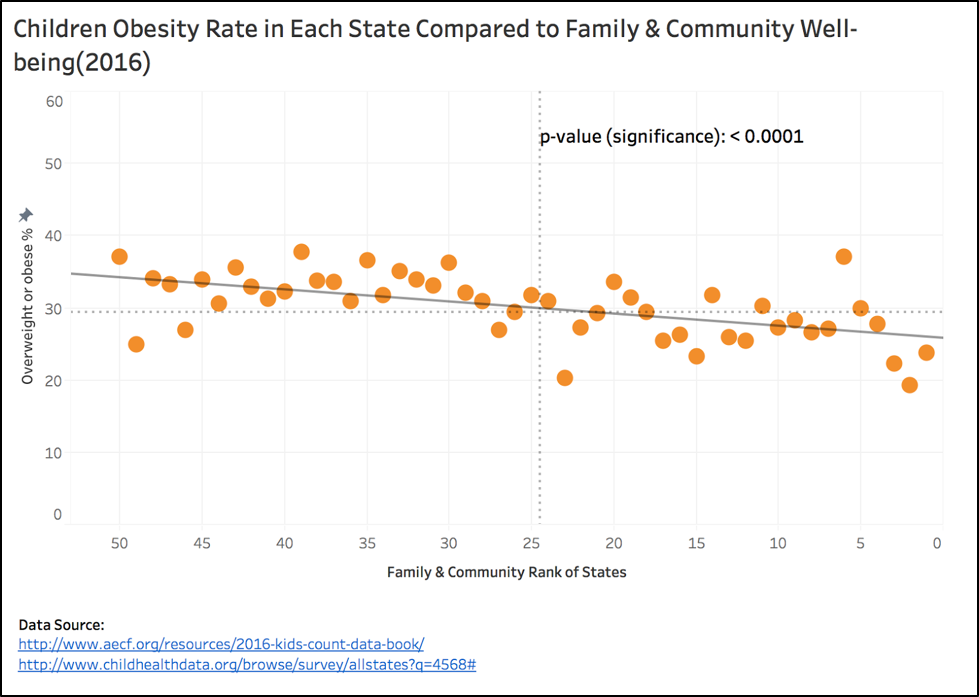 Children Obesity Rate in Each State Compared to Family & Community Well-
being(2016)
60
p-value (significance): < 0.0001
50
40
30
20
10
0
Overweight or obese %
50 45 40 35 30 25 20 15 10 5 0
Family & Community Rank of States
Data Source:
http://www.aecf.org/resources/2016-kids-count-data-book/
http://www.childhealthdata.org/browse/survey/allstates?q=4568#